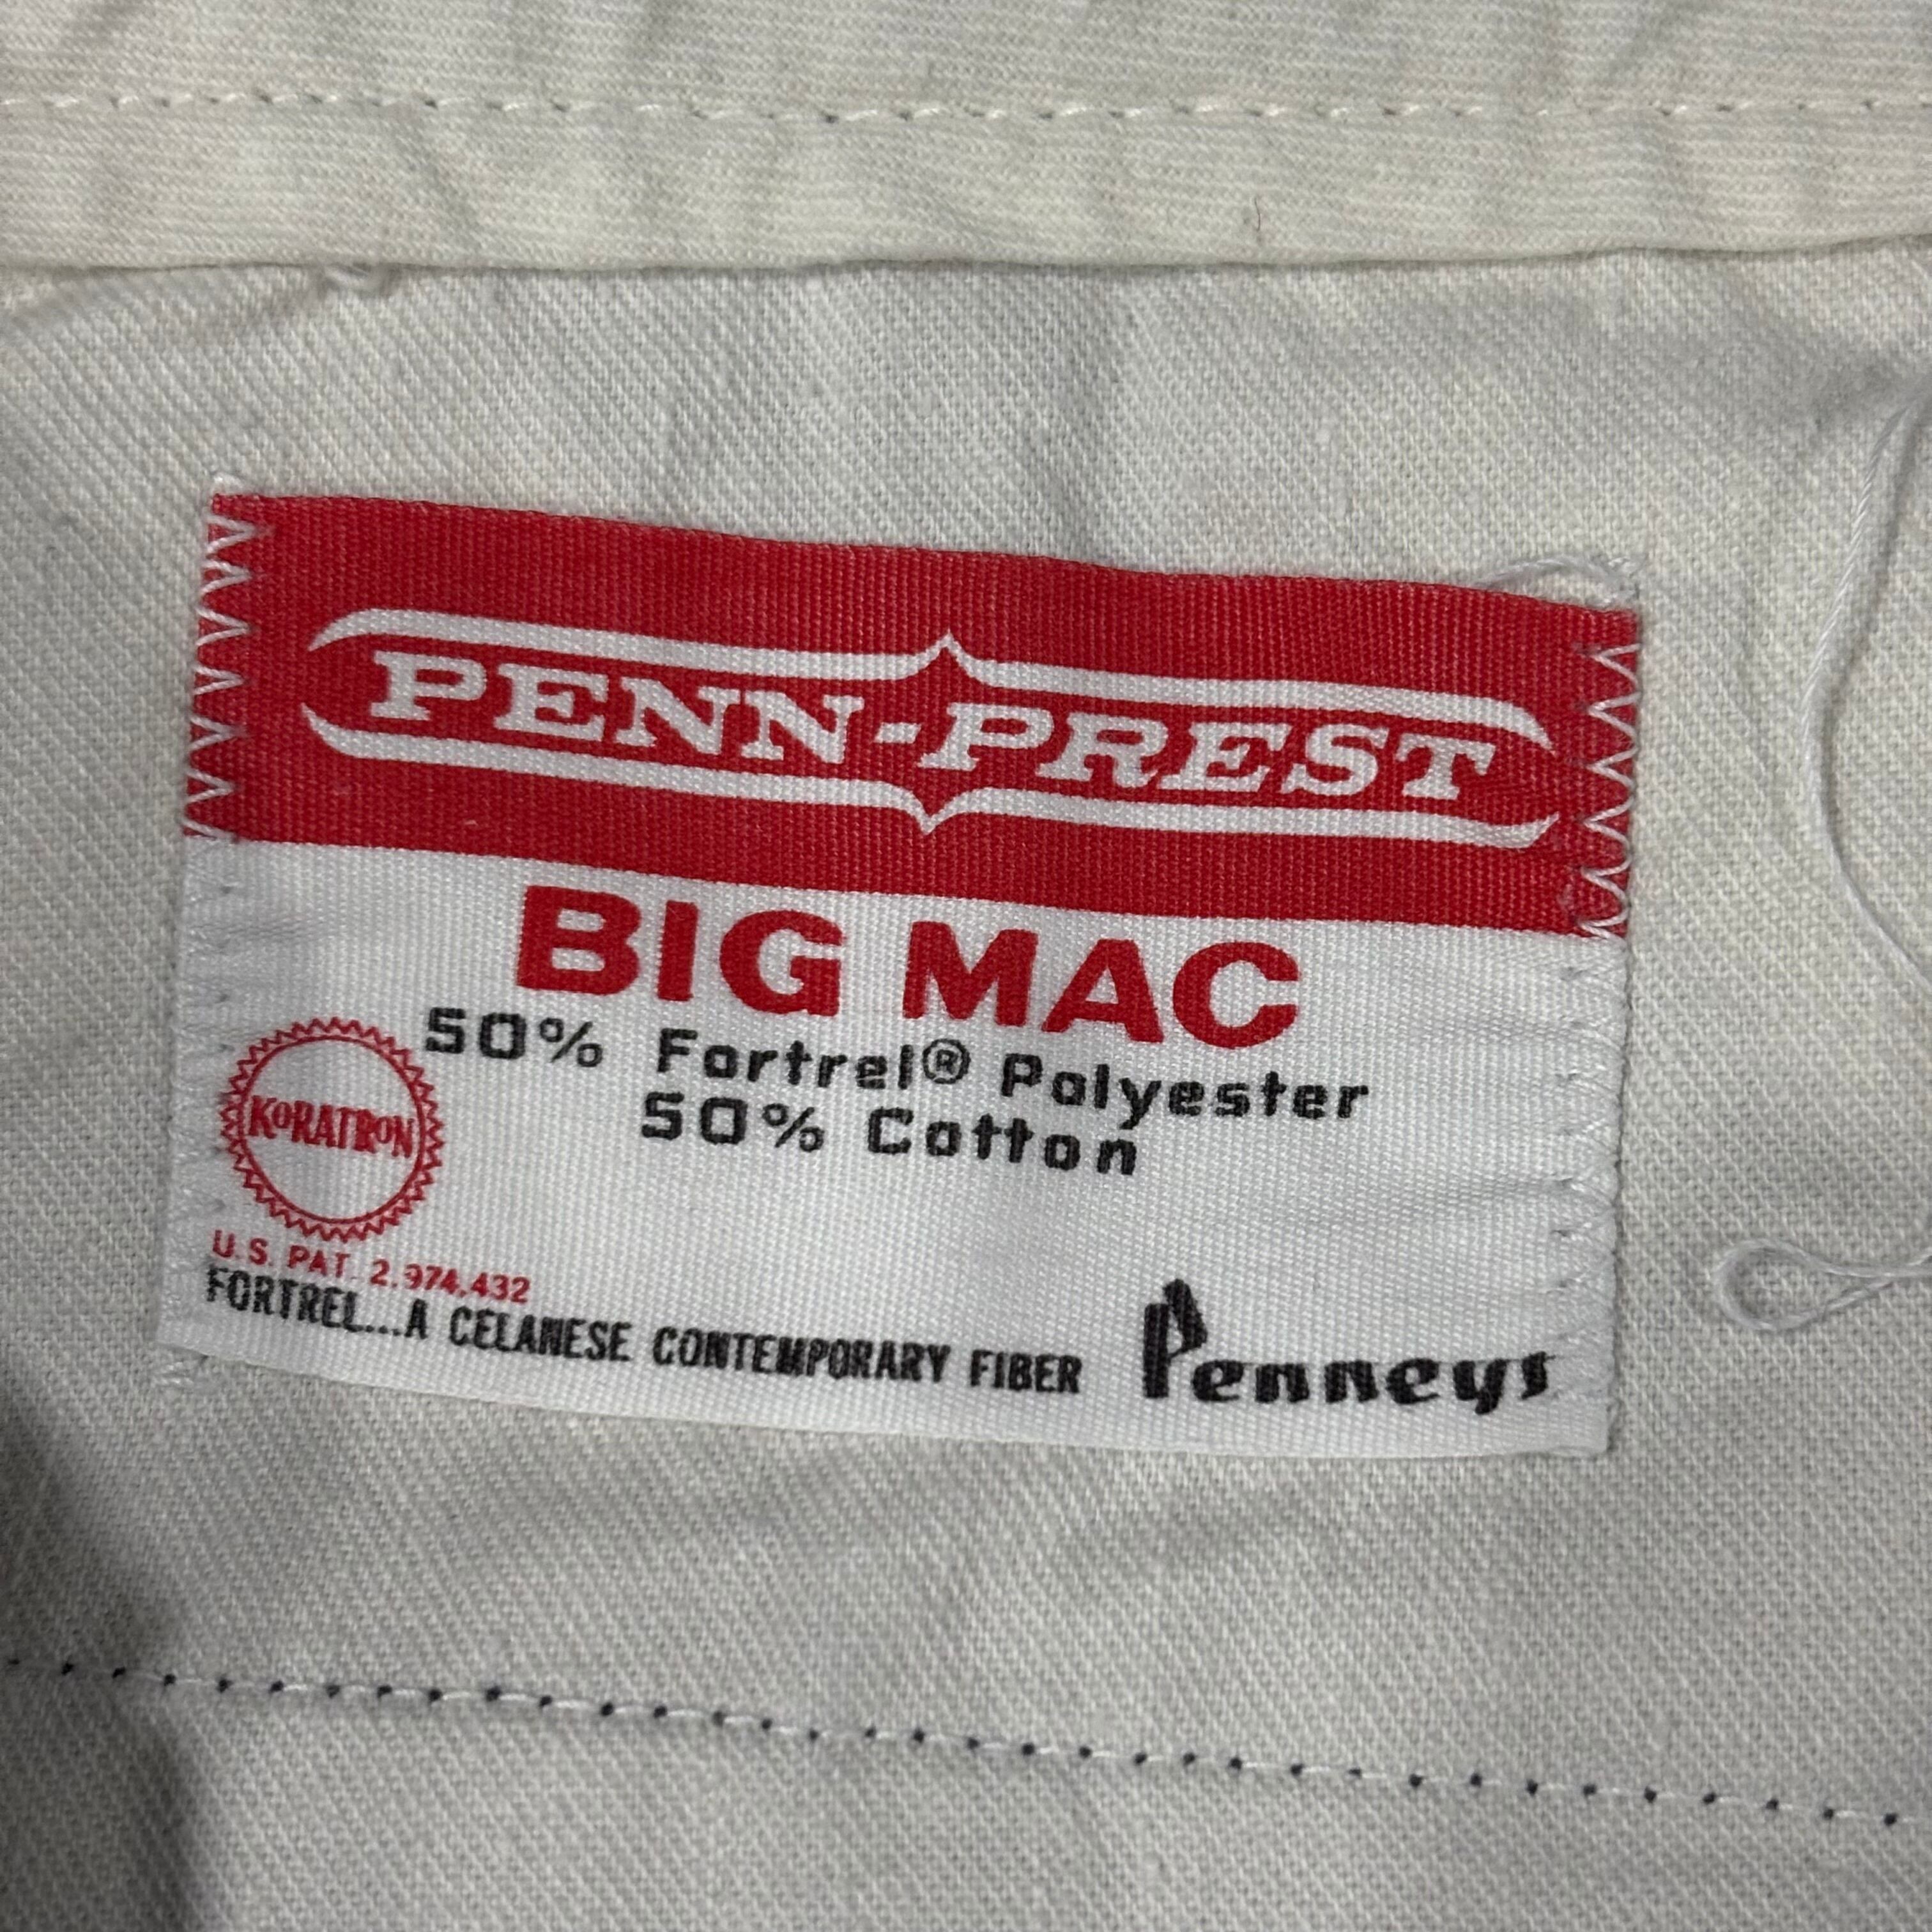 PENN-PREST
BIG MAC
50% Fortrel® Polyester
50% Cotton
KORATRON
U.S. PAT. 2,974,432
FORTREL...A CELANESE CONTEMPORARY FIBER
Penneys